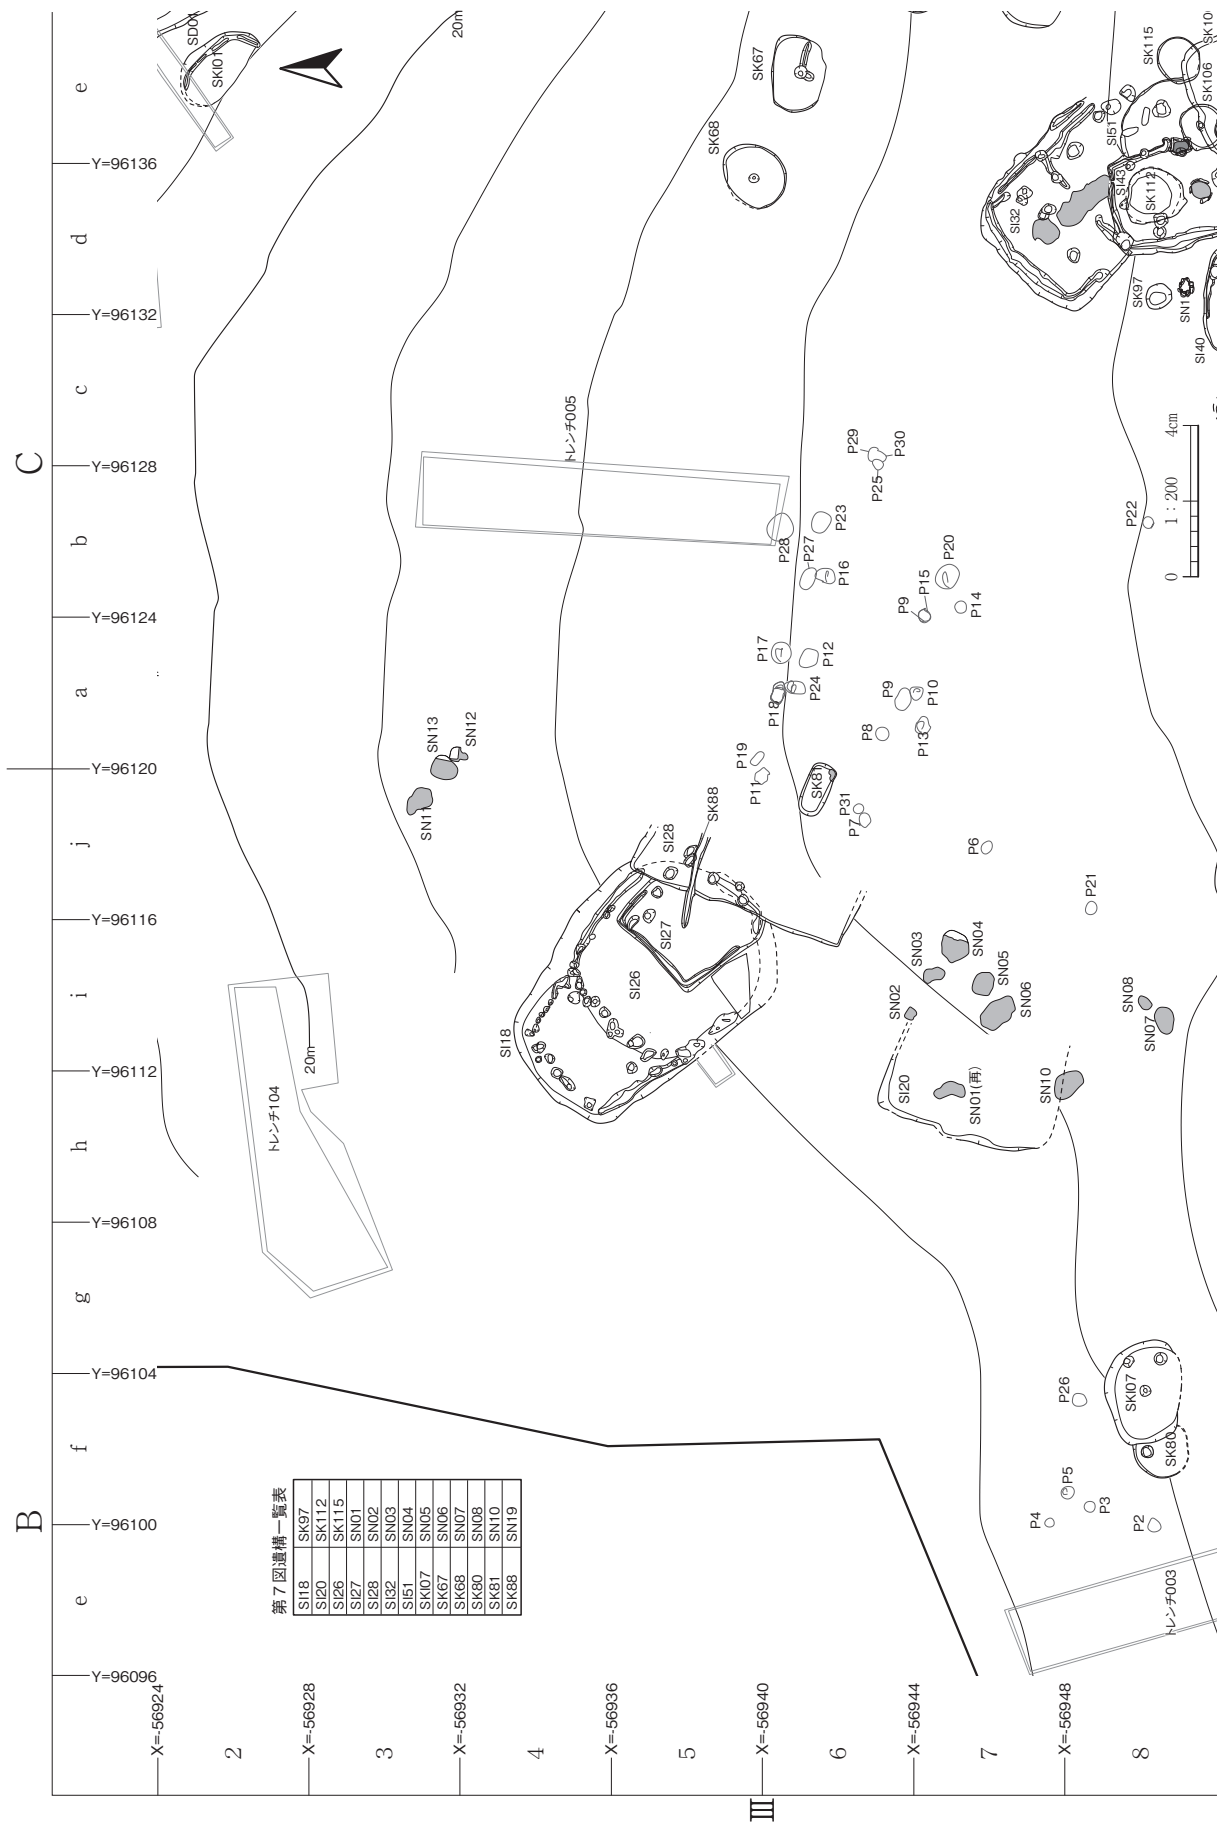 B
C
e
f
g
h
i
j
a
b
c
d
e
Y=96096
Y=96100
Y=96104
Y=96108
Y=96112
Y=96116
Y=96120
Y=96124
Y=96128
Y=96132
Y=96136
Ⅲ
X=-56924
2
X=-56928
3
X=-56932
4
X=-56936
5
X=-56940
6
X=-56944
7
X=-56948
8
第7図遺構一覧表
SI18 SK97
SI20 SK112
SI26 SK115
SI27 SN01
SI28 SN02
SI32 SN03
SI51 SN04
SKI07 SN05
SK67 SN06
SK68 SN07
SK80 SN08
SK81 SN10
SK88 SN19
SKI01
20m
20m
トレンチ104
トレンチ005
トレンチ003
SN11
SN13
SN12
SI18
SI26
SI27
SI28
SK88
SK68
SK67
P28
P27
P23
P16
P29
P25
P30
P17
P12
P18
P24
P19
P11
SK81
P31
P7
P8
P9
P10
P13
P9
P15
P20
P14
P22
P6
P21
SN02
SN03
SN04
SN05
SN06
SN08
SN07
SI20
SN01(再)
SN10
P26
SKI07
SK80
P5
P4
P3
P2
SI32
SI51
SI43
SK112
SK115
SK106
SK97
SI40
0 1：200 4cm